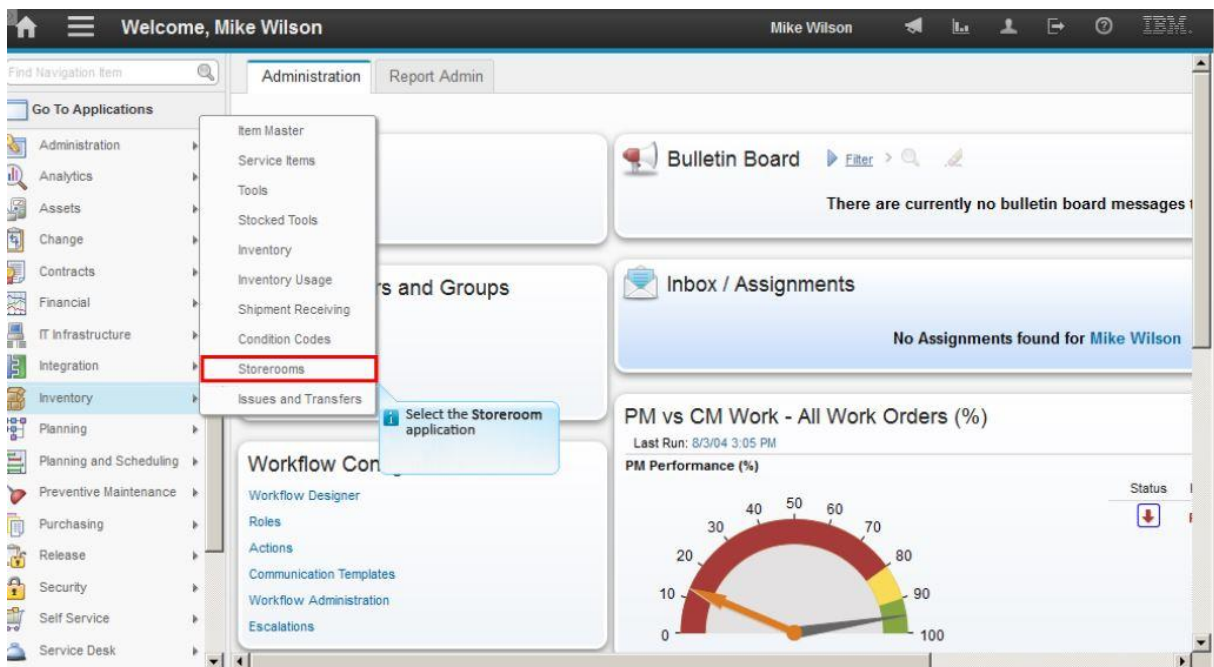 Welcome, Mike Wilson
Mike Wilson
IBM.
Find Navigation Item
Go To Applications
Administration
Analytics
Assets
Change
Contracts
Financial
IT Infrastructure
Integration
Inventory
Planning
Planning and Scheduling
Preventive Maintenance
Purchasing
Release
Security
Self Service
Service Desk
Item Master
Service Items
Tools
Stocked Tools
Inventory
Inventory Usage
Shipment Receiving
Condition Codes
Storerooms
Issues and Transfers
Select the Storeroom
application
Administration
Report Admin
rs and Groups
Workflow Con
Workflow Designer
Roles
Actions
Communication Templates
Workflow Administration
Escalations
Bulletin Board Filter >
There are currently no bulletin board messages
Inbox / Assignments
No Assignments found for Mike Wilson
PM vs CM Work - All Work Orders (%)
Last Run: 8/3/04 3:05 PM
PM Performance (%)
Status
0
10
20
30
40
50
60
70
80
90
100